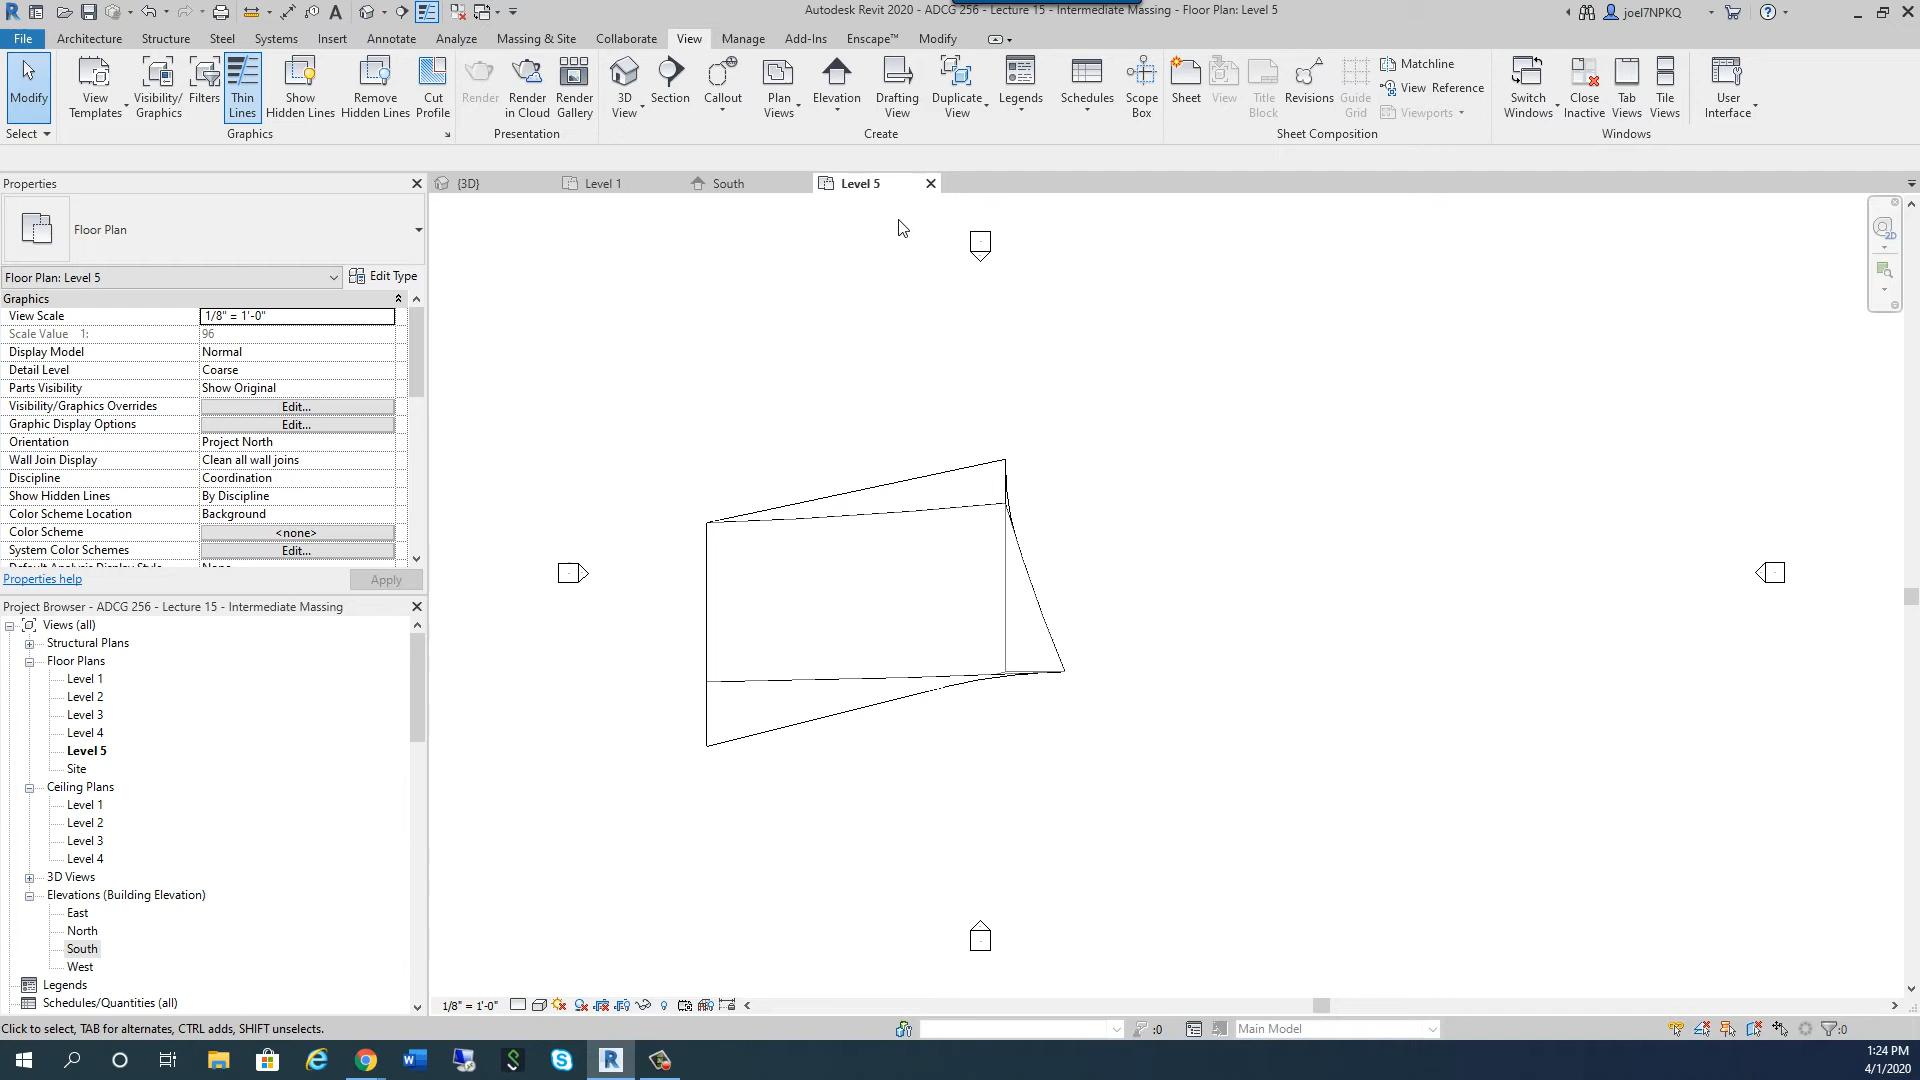 Autodesk Revit 2020 - ADCG 256 - Lecture 15 - Intermediate Massing - Floor Plan: Level 5
joel7NPKQ
File Architecture Structure Steel Systems Insert Annotate Analyze Massing & Site Collaborate View Manage Add-Ins Enscape™ Modify
Modify
View Templates
Visibility/ Graphics
Filters
Thin Lines
Show Hidden Lines
Remove Hidden Lines
Cut Profile
Render
Render in Cloud
Render Gallery
3D View
Section
Callout
Plan Views
Elevation
Drafting View
Duplicate View
Legends
Schedules
Scope Box
Sheet
View
Title Block
Revisions
Guide Grid
Matchline
View Reference
Viewports
Switch Windows
Close Inactive
Tab Views
Tile Views
User Interface
Select
Graphics
Presentation
Create
Sheet Composition
Windows
Properties
{3D}
Level 1
South
Level 5
Floor Plan
Floor Plan: Level 5
Edit Type
Graphics
View Scale 1/8" = 1'-0"
Scale Value 1: 96
Display Model Normal
Detail Level Coarse
Parts Visibility Show Original
Visibility/Graphics Overrides Edit...
Graphic Display Options Edit...
Orientation Project North
Wall Join Display Clean all wall joins
Discipline Coordination
Show Hidden Lines By Discipline
Color Scheme Location Background
Color Scheme <none>
System Color Schemes Edit...
Default Analysis Display Style None
Properties help
Apply
Project Browser - ADCG 256 - Lecture 15 - Intermediate Massing
Views (all)
Structural Plans
Floor Plans
Level 1
Level 2
Level 3
Level 4
Level 5
Site
Ceiling Plans
Level 1
Level 2
Level 3
Level 4
3D Views
Elevations (Building Elevation)
East
North
South
West
Legends
Schedules/Quantities (all)
2D
1/8" = 1'-0"
Click to select, TAB for alternates, CTRL adds, SHIFT unselects.
:0
Main Model
:0
1:24 PM
4/1/2020